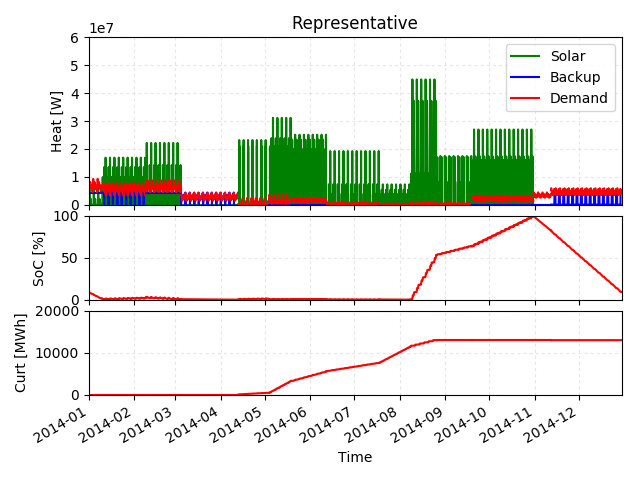 Representative
1e7
Heat [W]
6
5
4
3
2
1
0
Solar
Backup
Demand
SoC [%]
100
50
0
Curt [MWh]
20000
10000
0
2014-01
2014-02
2014-03
2014-04
2014-05
2014-06
2014-07
2014-08
2014-09
2014-10
2014-11
2014-12
Time